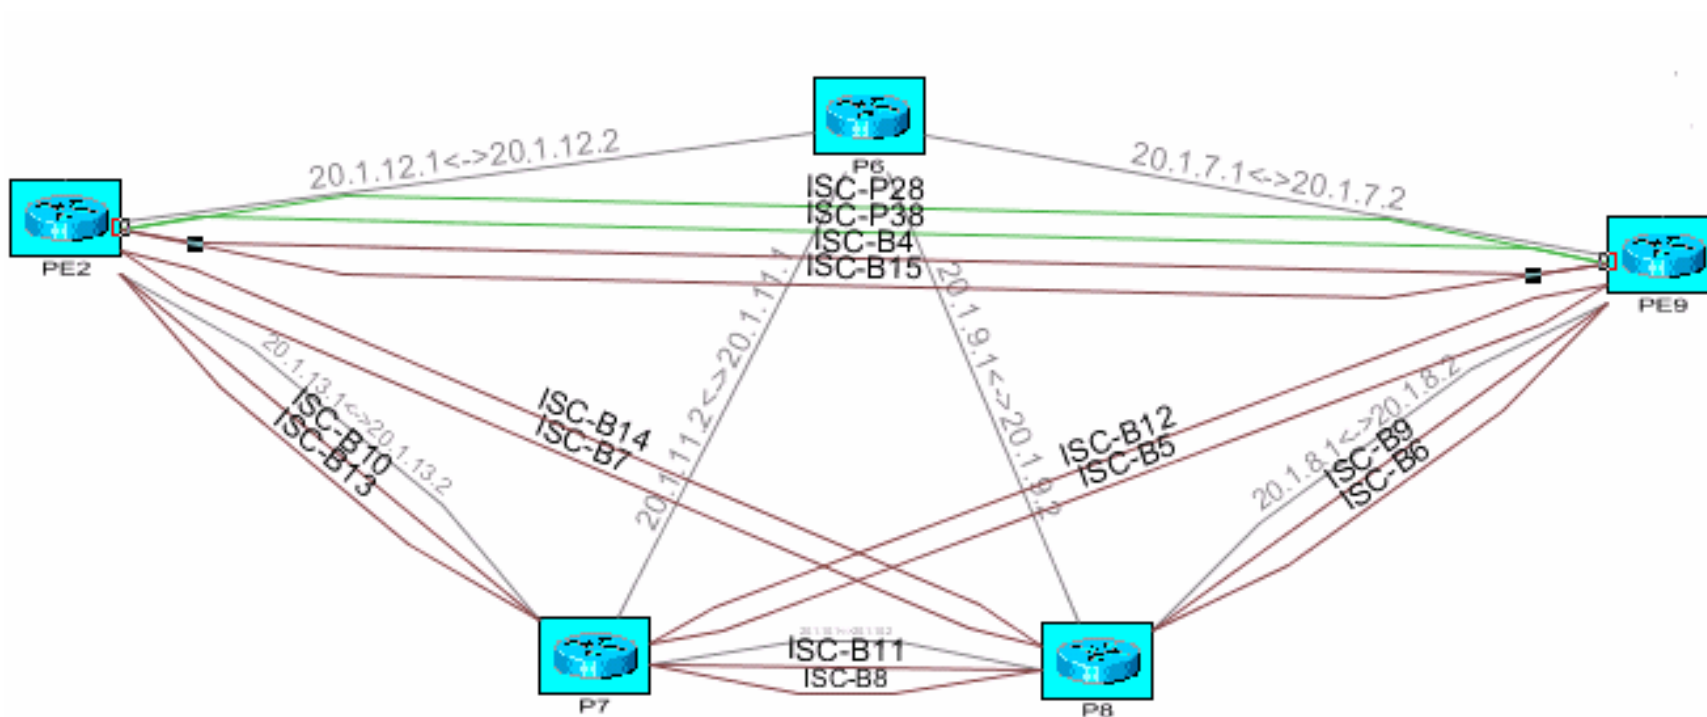 20.1.12.1<->20.1.12.2
P6
20.1.7.1<->20.1.7.2
ISC-P28
ISC-P38
ISC-B4
ISC-B15
PE2
PE9
20.1.11.2<->20.1.11.1
20.1.9.1<->20.1.9.2
20.1.13.1<->20.1.13.2
ISC-B10
ISC-B13
ISC-B14
ISC-B7
ISC-B12
ISC-B5
20.1.8.1<->20.1.8.2
ISC-B9
ISC-B6
ISC-B11
ISC-B8
P7
P8